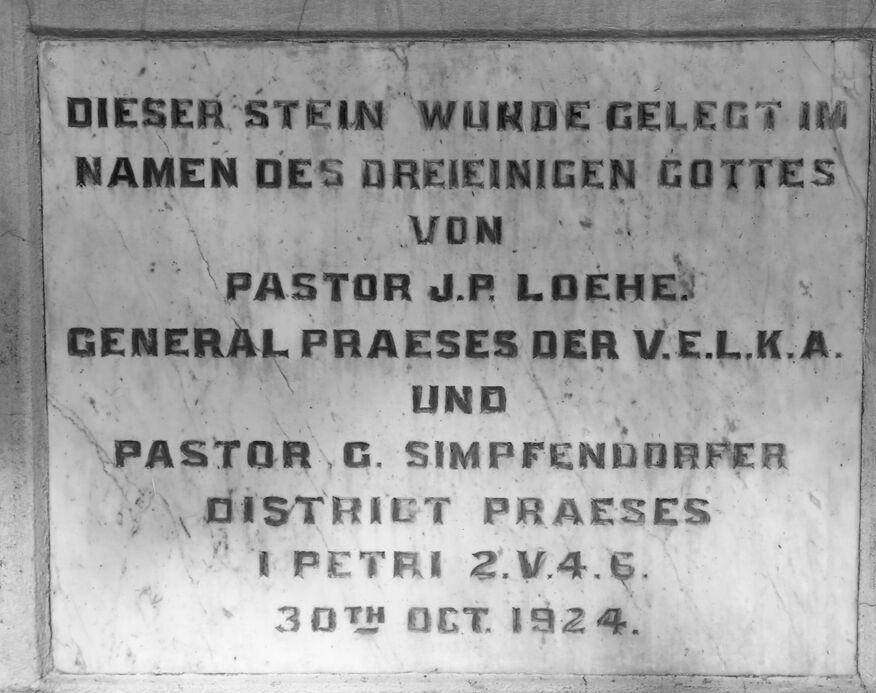 DIESER STEIN WURDE GELEGT IM
NAMEN DES DREIEINIGEN GOTTES
VON
PASTOR J.P. LOEHE.
GENERAL PRAESES DER V.E.L.K.A.
UND
PASTOR G. SIMPFENDORFER
DISTRICT PRAESES
I PETRI 2.V.4.6.
30TH OCT. 1924.